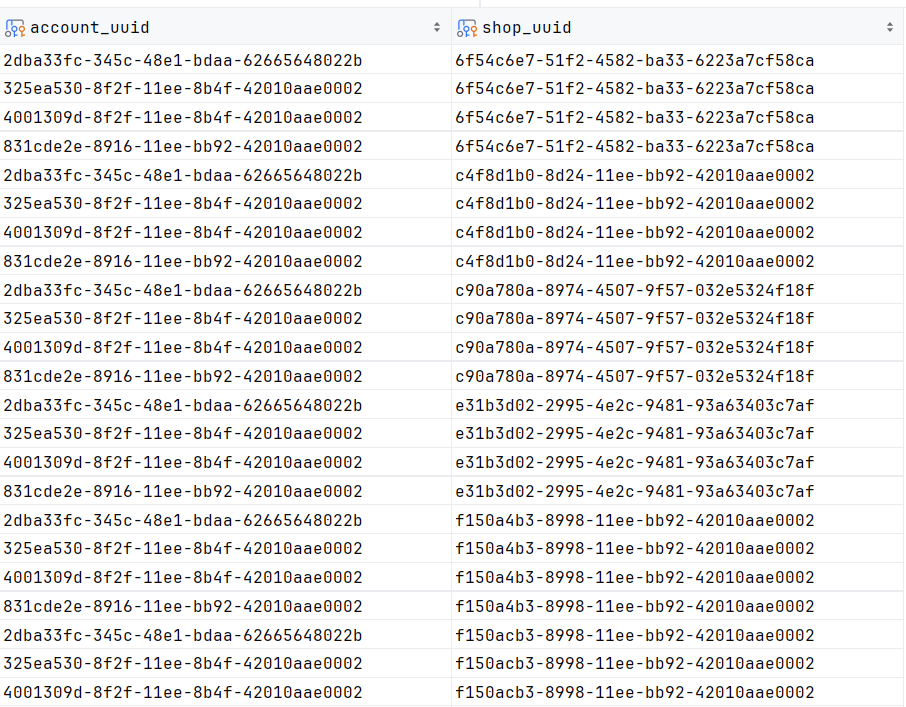 account_uuid shop_uuid
2dba33fc-345c-48e1-bdaa-62665648022b 6f54c6e7-51f2-4582-ba33-6223a7cf58ca
325ea530-8f2f-11ee-8b4f-42010aae0002 6f54c6e7-51f2-4582-ba33-6223a7cf58ca
4001309d-8f2f-11ee-8b4f-42010aae0002 6f54c6e7-51f2-4582-ba33-6223a7cf58ca
831cde2e-8916-11ee-bb92-42010aae0002 6f54c6e7-51f2-4582-ba33-6223a7cf58ca
2dba33fc-345c-48e1-bdaa-62665648022b c4f8d1b0-8d24-11ee-bb92-42010aae0002
325ea530-8f2f-11ee-8b4f-42010aae0002 c4f8d1b0-8d24-11ee-bb92-42010aae0002
4001309d-8f2f-11ee-8b4f-42010aae0002 c4f8d1b0-8d24-11ee-bb92-42010aae0002
831cde2e-8916-11ee-bb92-42010aae0002 c4f8d1b0-8d24-11ee-bb92-42010aae0002
2dba33fc-345c-48e1-bdaa-62665648022b c90a780a-8974-4507-9f57-032e5324f18f
325ea530-8f2f-11ee-8b4f-42010aae0002 c90a780a-8974-4507-9f57-032e5324f18f
4001309d-8f2f-11ee-8b4f-42010aae0002 c90a780a-8974-4507-9f57-032e5324f18f
831cde2e-8916-11ee-bb92-42010aae0002 c90a780a-8974-4507-9f57-032e5324f18f
2dba33fc-345c-48e1-bdaa-62665648022b e31b3d02-2995-4e2c-9481-93a63403c7af
325ea530-8f2f-11ee-8b4f-42010aae0002 e31b3d02-2995-4e2c-9481-93a63403c7af
4001309d-8f2f-11ee-8b4f-42010aae0002 e31b3d02-2995-4e2c-9481-93a63403c7af
831cde2e-8916-11ee-bb92-42010aae0002 e31b3d02-2995-4e2c-9481-93a63403c7af
2dba33fc-345c-48e1-bdaa-62665648022b f150a4b3-8998-11ee-bb92-42010aae0002
325ea530-8f2f-11ee-8b4f-42010aae0002 f150a4b3-8998-11ee-bb92-42010aae0002
4001309d-8f2f-11ee-8b4f-42010aae0002 f150a4b3-8998-11ee-bb92-42010aae0002
831cde2e-8916-11ee-bb92-42010aae0002 f150a4b3-8998-11ee-bb92-42010aae0002
2dba33fc-345c-48e1-bdaa-62665648022b f150acb3-8998-11ee-bb92-42010aae0002
325ea530-8f2f-11ee-8b4f-42010aae0002 f150acb3-8998-11ee-bb92-42010aae0002
4001309d-8f2f-11ee-8b4f-42010aae0002 f150acb3-8998-11ee-bb92-42010aae0002